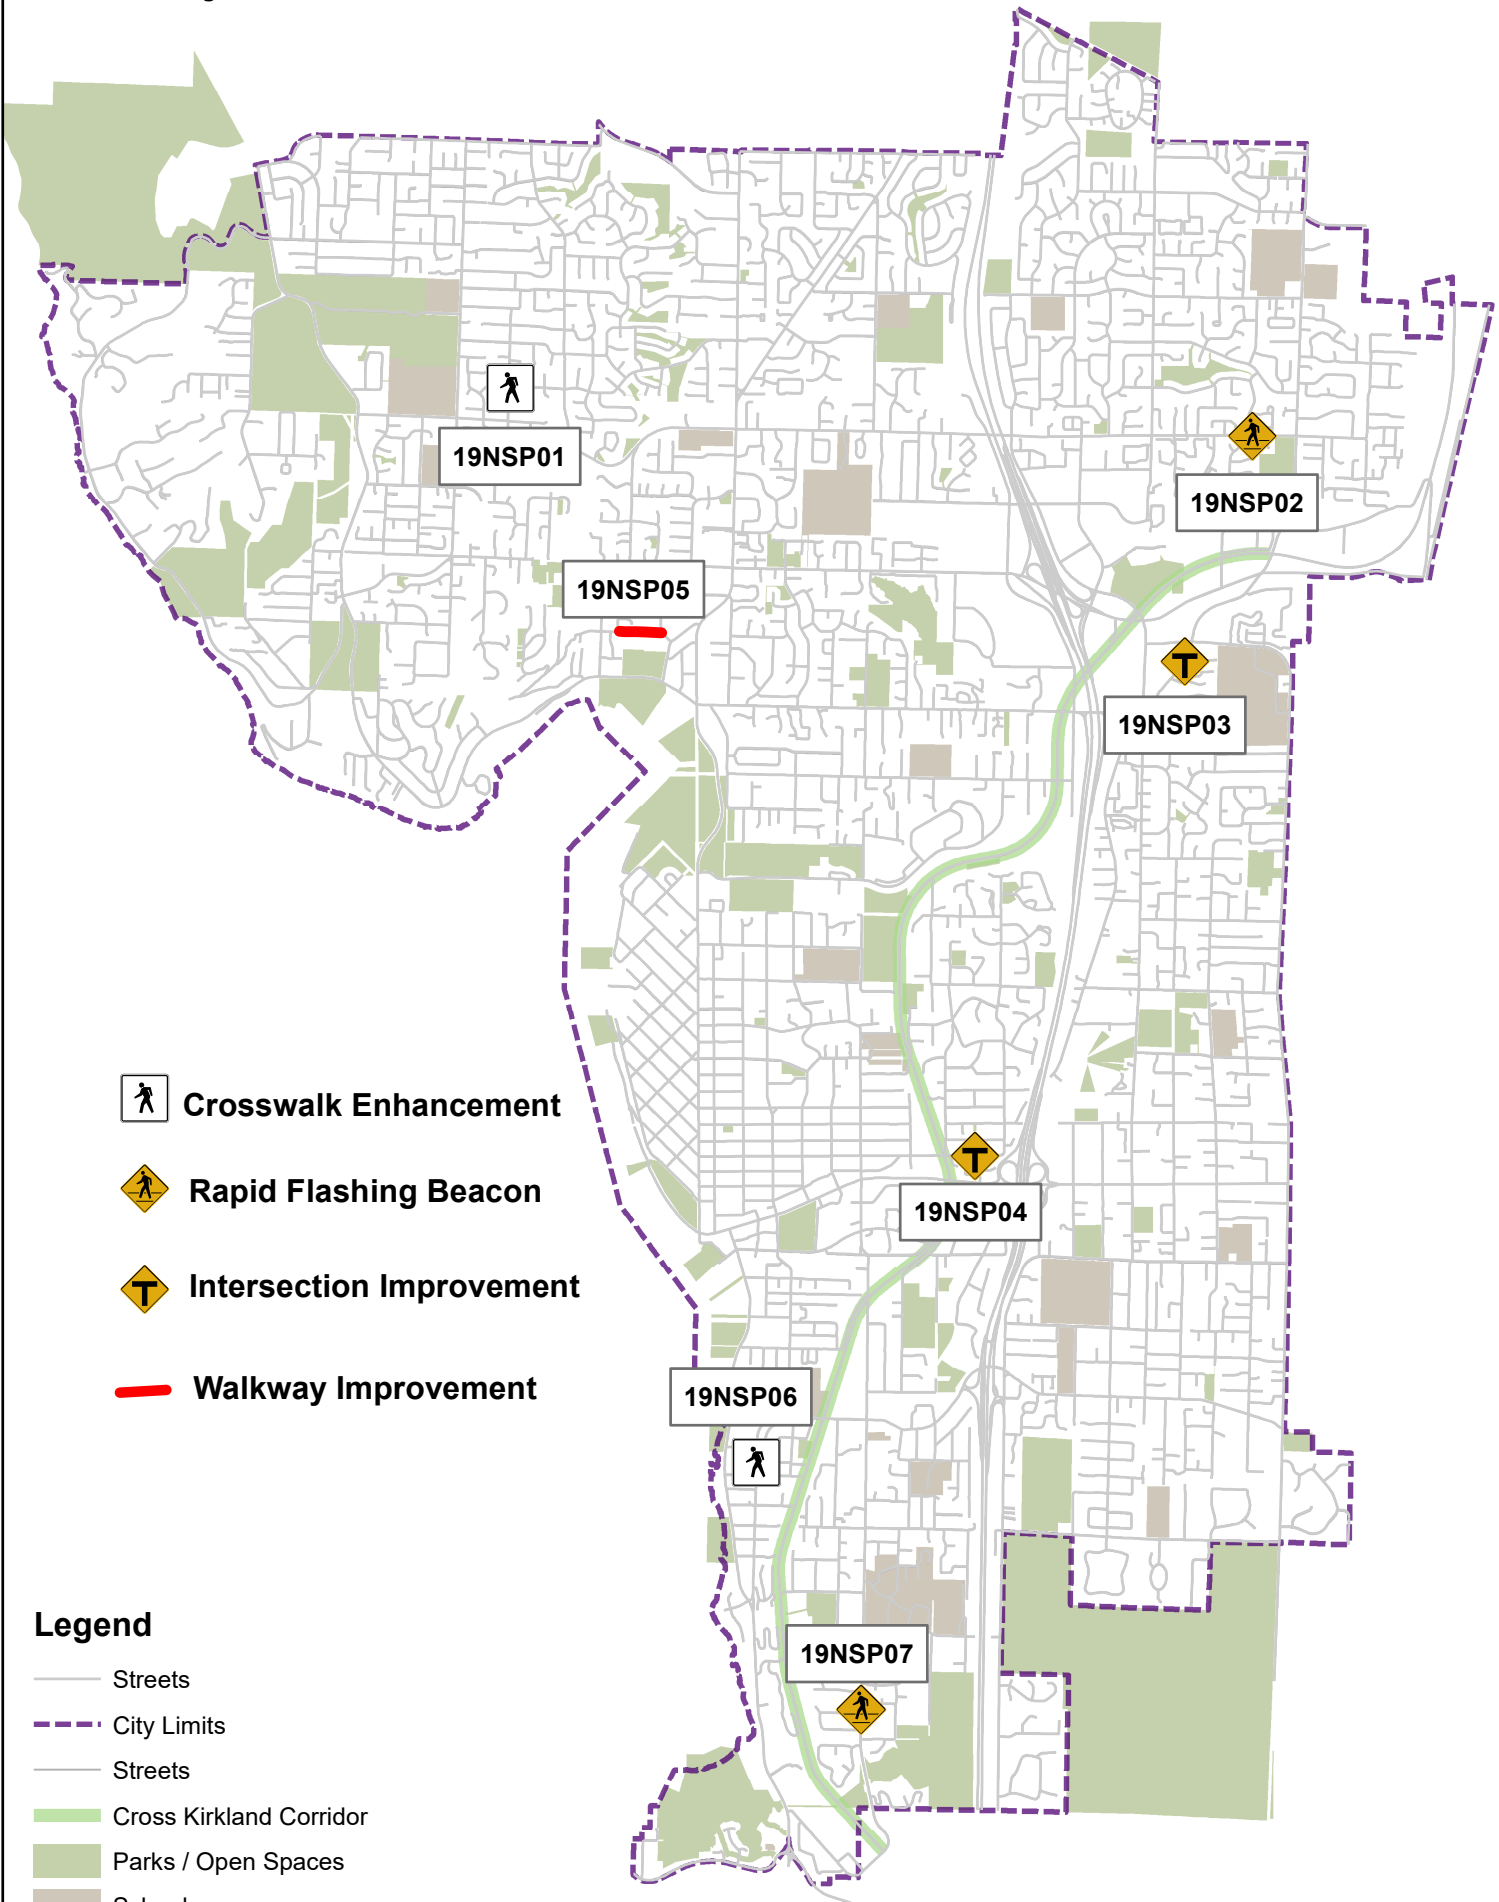 19NSP01
19NSP02
19NSP05
19NSP03
19NSP04
19NSP06
19NSP07
Crosswalk Enhancement
Rapid Flashing Beacon
Intersection Improvement
Walkway Improvement
Legend
Streets
City Limits
Streets
Cross Kirkland Corridor
Parks / Open Spaces